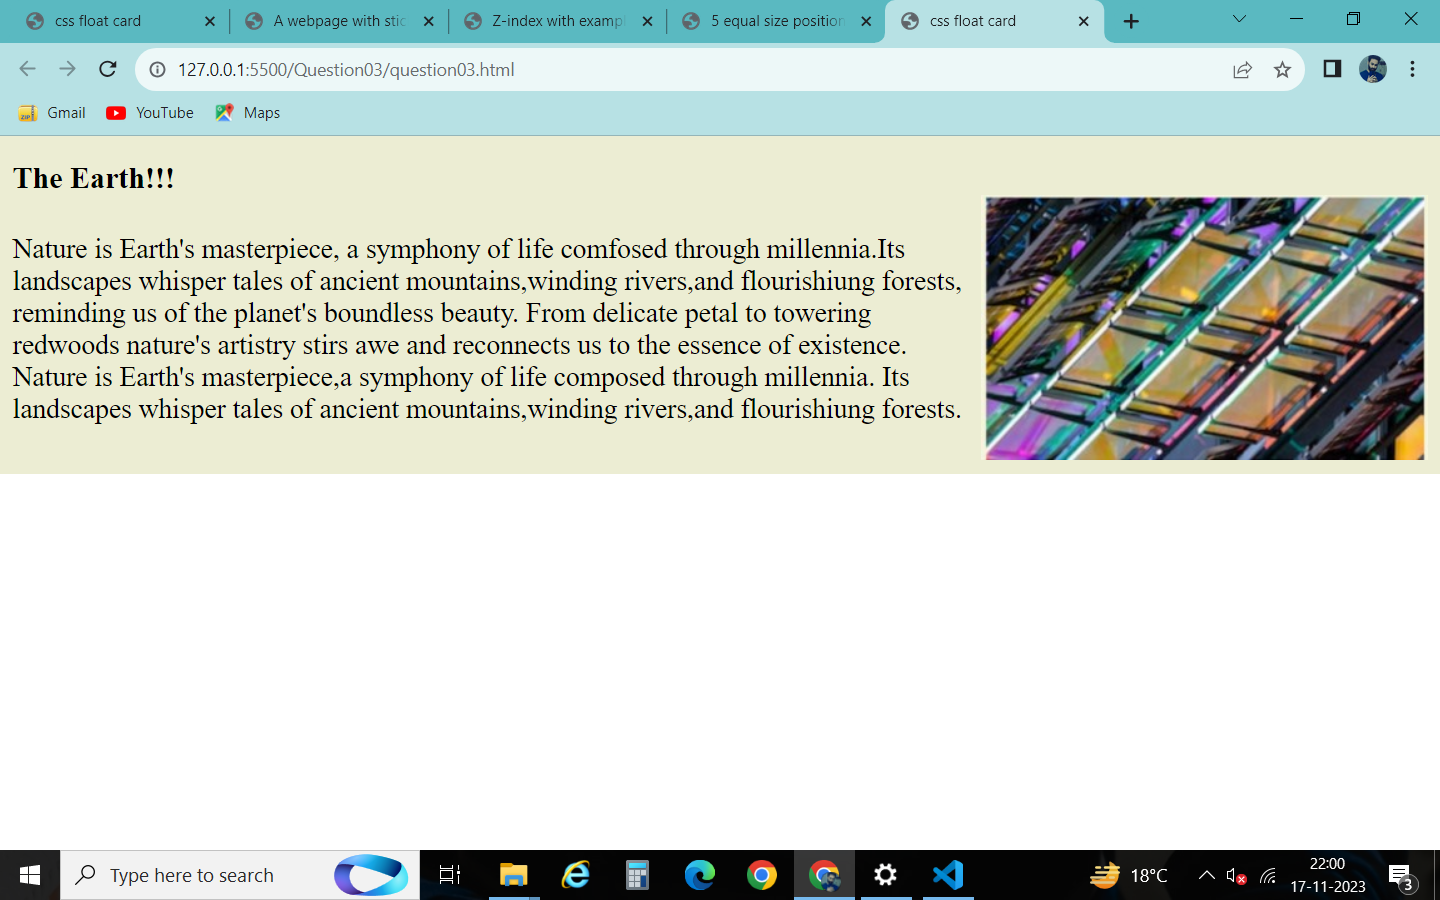 css float card
A webpage with stic
Z-index with exampl
5 equal size position
css float card
127.0.0.1:5500/Question03/question03.html
Gmail
YouTube
Maps
The Earth!!!
Nature is Earth's masterpiece, a symphony of life comfosed through millennia.Its
landscapes whisper tales of ancient mountains,winding rivers,and flourishiung forests,
reminding us of the planet's boundless beauty. From delicate petal to towering
redwoods nature's artistry stirs awe and reconnects us to the essence of existence.
Nature is Earth's masterpiece,a symphony of life composed through millennia. Its
landscapes whisper tales of ancient mountains,winding rivers,and flourishiung forests.
Type here to search
18°C
22:00
17-11-2023
3